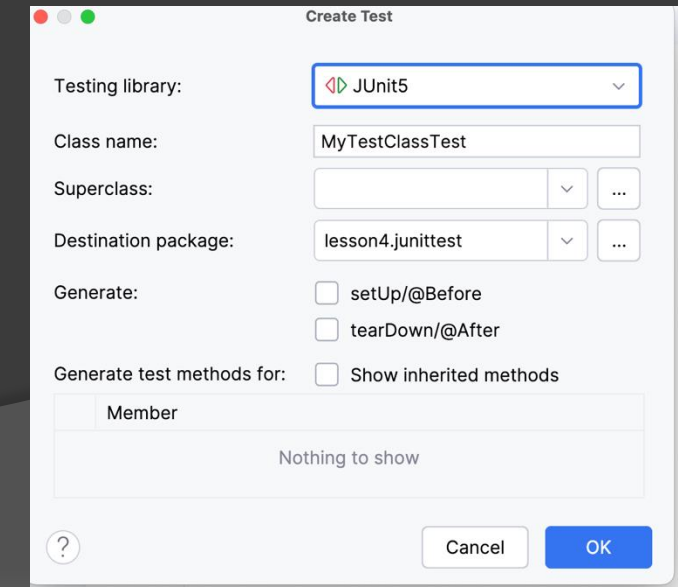 Create Test
Testing library: JUnit5
Class name: MyTestClassTest
Superclass: ...
Destination package: lesson4.junittest ...
Generate: setUp/@Before
tearDown/@After
Generate test methods for: Show inherited methods
Member
Nothing to show
? Cancel OK